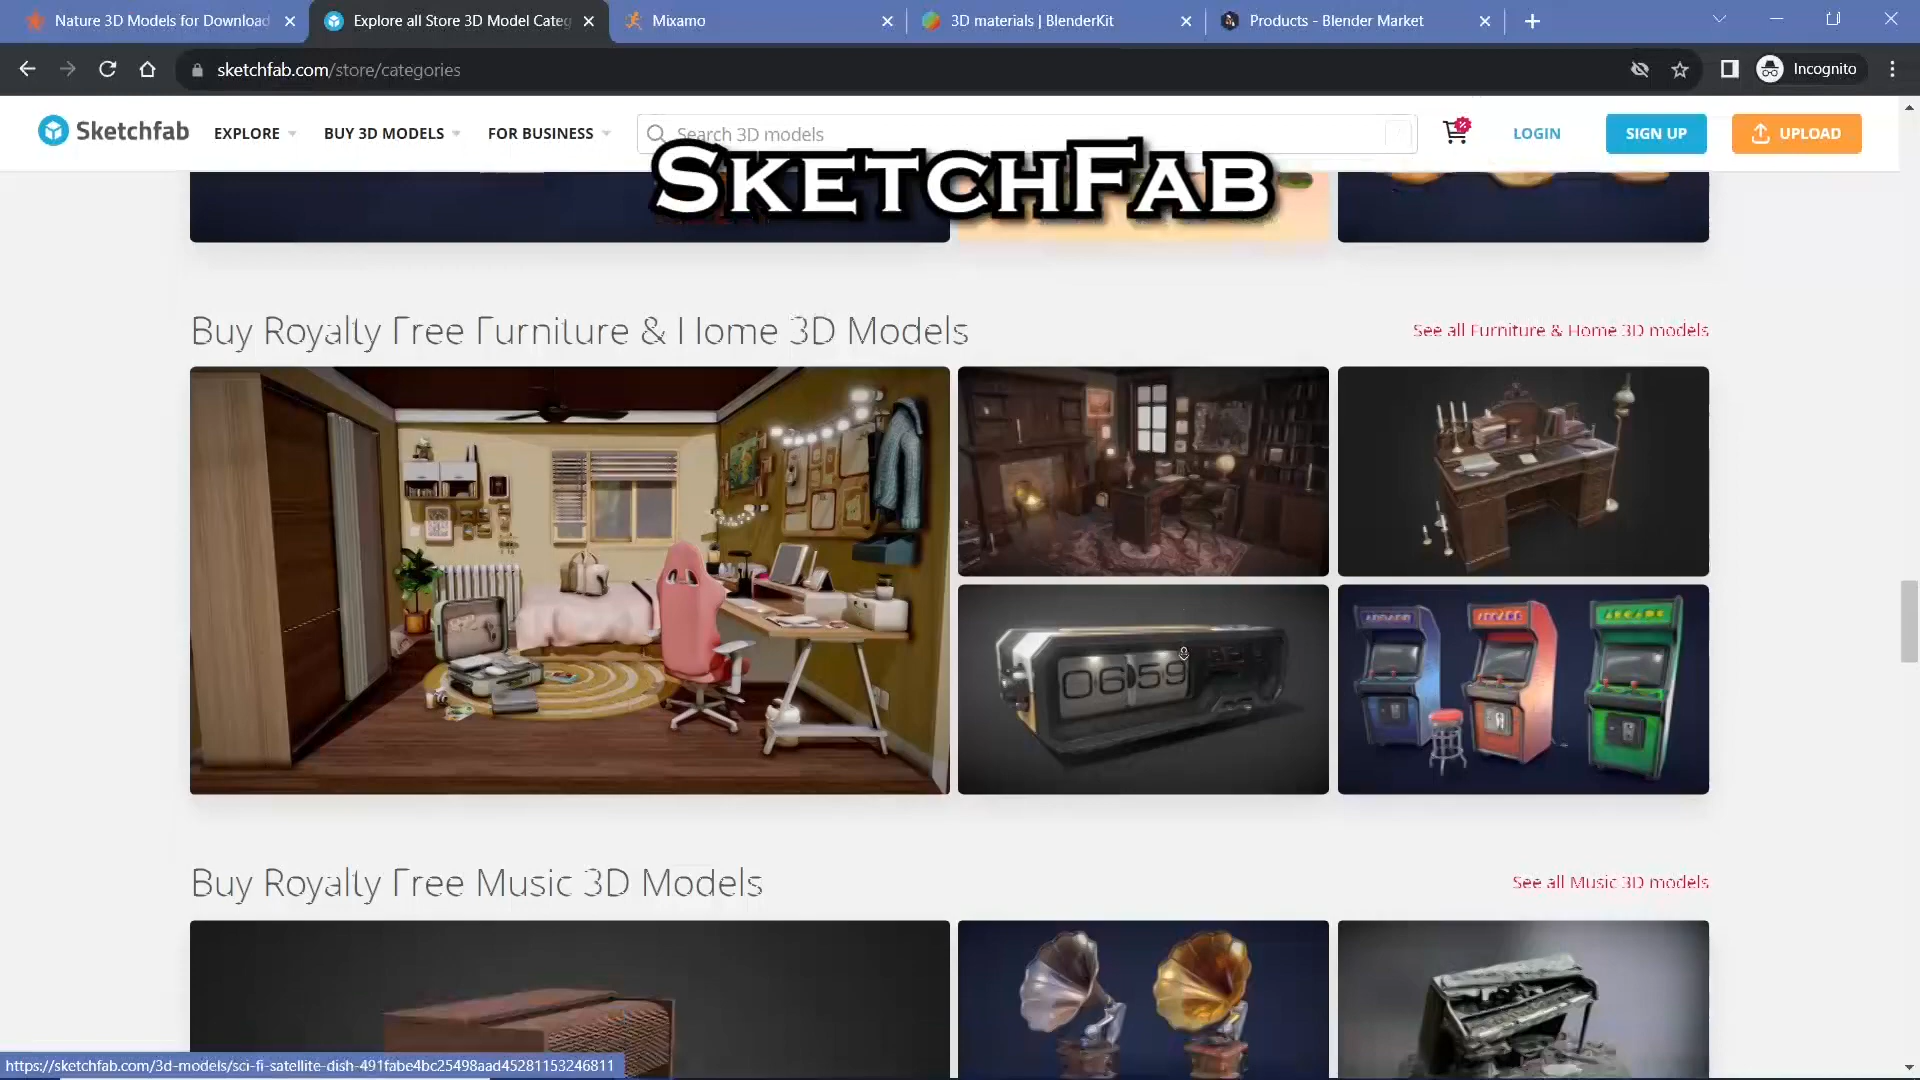 Nature 3D Models for Download
Explore all Store 3D Model Categ
Mixamo
3D materials | BlenderKit
Products - Blender Market
sketchfab.com/store/categories
Incognito
Sketchfab
EXPLORE
BUY 3D MODELS
FOR BUSINESS
Search 3D models
LOGIN
SIGN UP
UPLOAD
SketchFab
Buy Royalty Free Furniture & Home 3D Models
See all Furniture & Home 3D models
06 59
ARCADE
ARCADE
ARCADE
Buy Royalty Free Music 3D Models
See all Music 3D models
https://sketchfab.com/3d-models/sci-fi-satellite-dish-491fabe4bc25498aad45281153246811